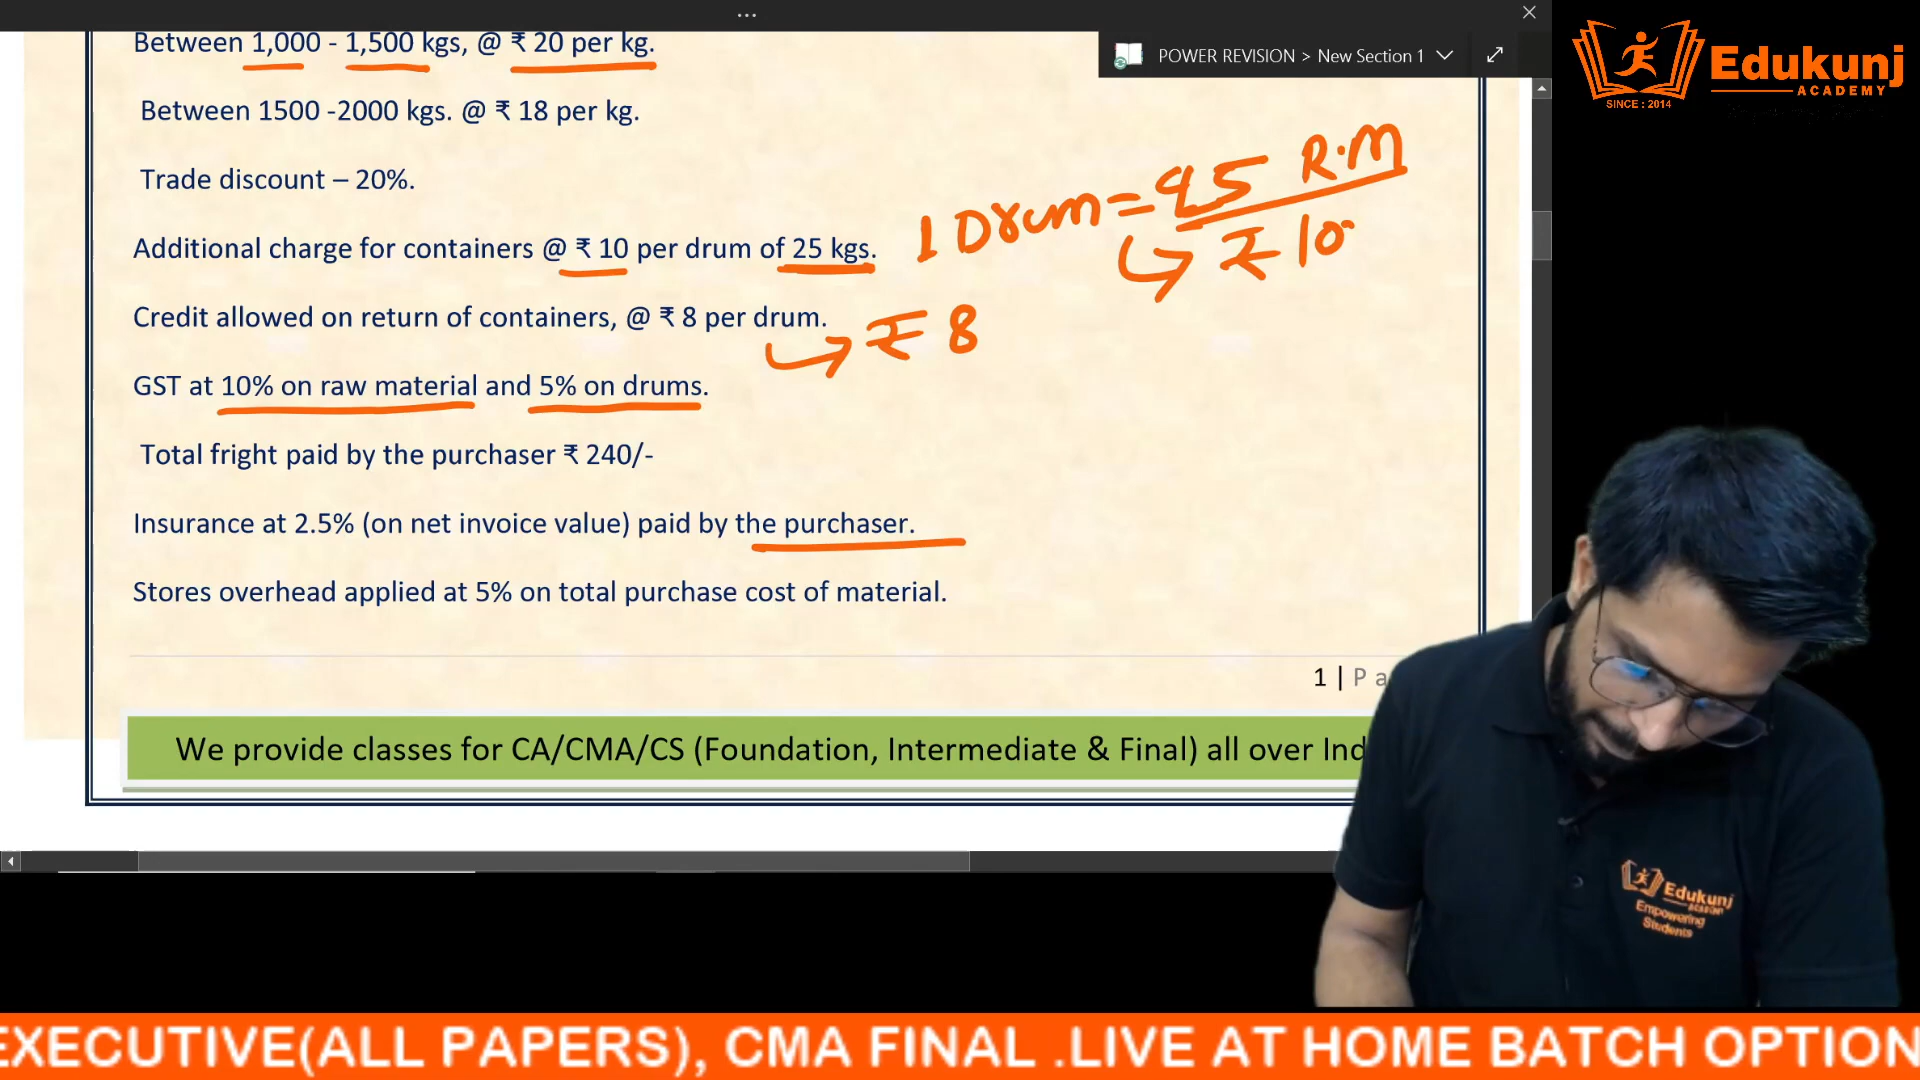 Between 1,000 - 1,500 kgs, @ ₹ 20 per kg.
POWER REVISION > New Section 1
Edukunj
ACADEMY
SINCE : 2014
Between 1500 -2000 kgs. @ ₹ 18 per kg.
Trade discount – 20%.
1 Drum = 25 R.M
₹ 10
Additional charge for containers @ ₹ 10 per drum of 25 kgs.
Credit allowed on return of containers, @ ₹ 8 per drum.
₹ 8
GST at 10% on raw material and 5% on drums.
Total fright paid by the purchaser ₹ 240/-
Insurance at 2.5% (on net invoice value) paid by the purchaser.
Stores overhead applied at 5% on total purchase cost of material.
1 | Pa
We provide classes for CA/CMA/CS (Foundation, Intermediate & Final) all over Ind
Edukunj
ACADEMY
Empowering
Students
EXECUTIVE(ALL PAPERS), CMA FINAL .LIVE AT HOME BATCH OPTION